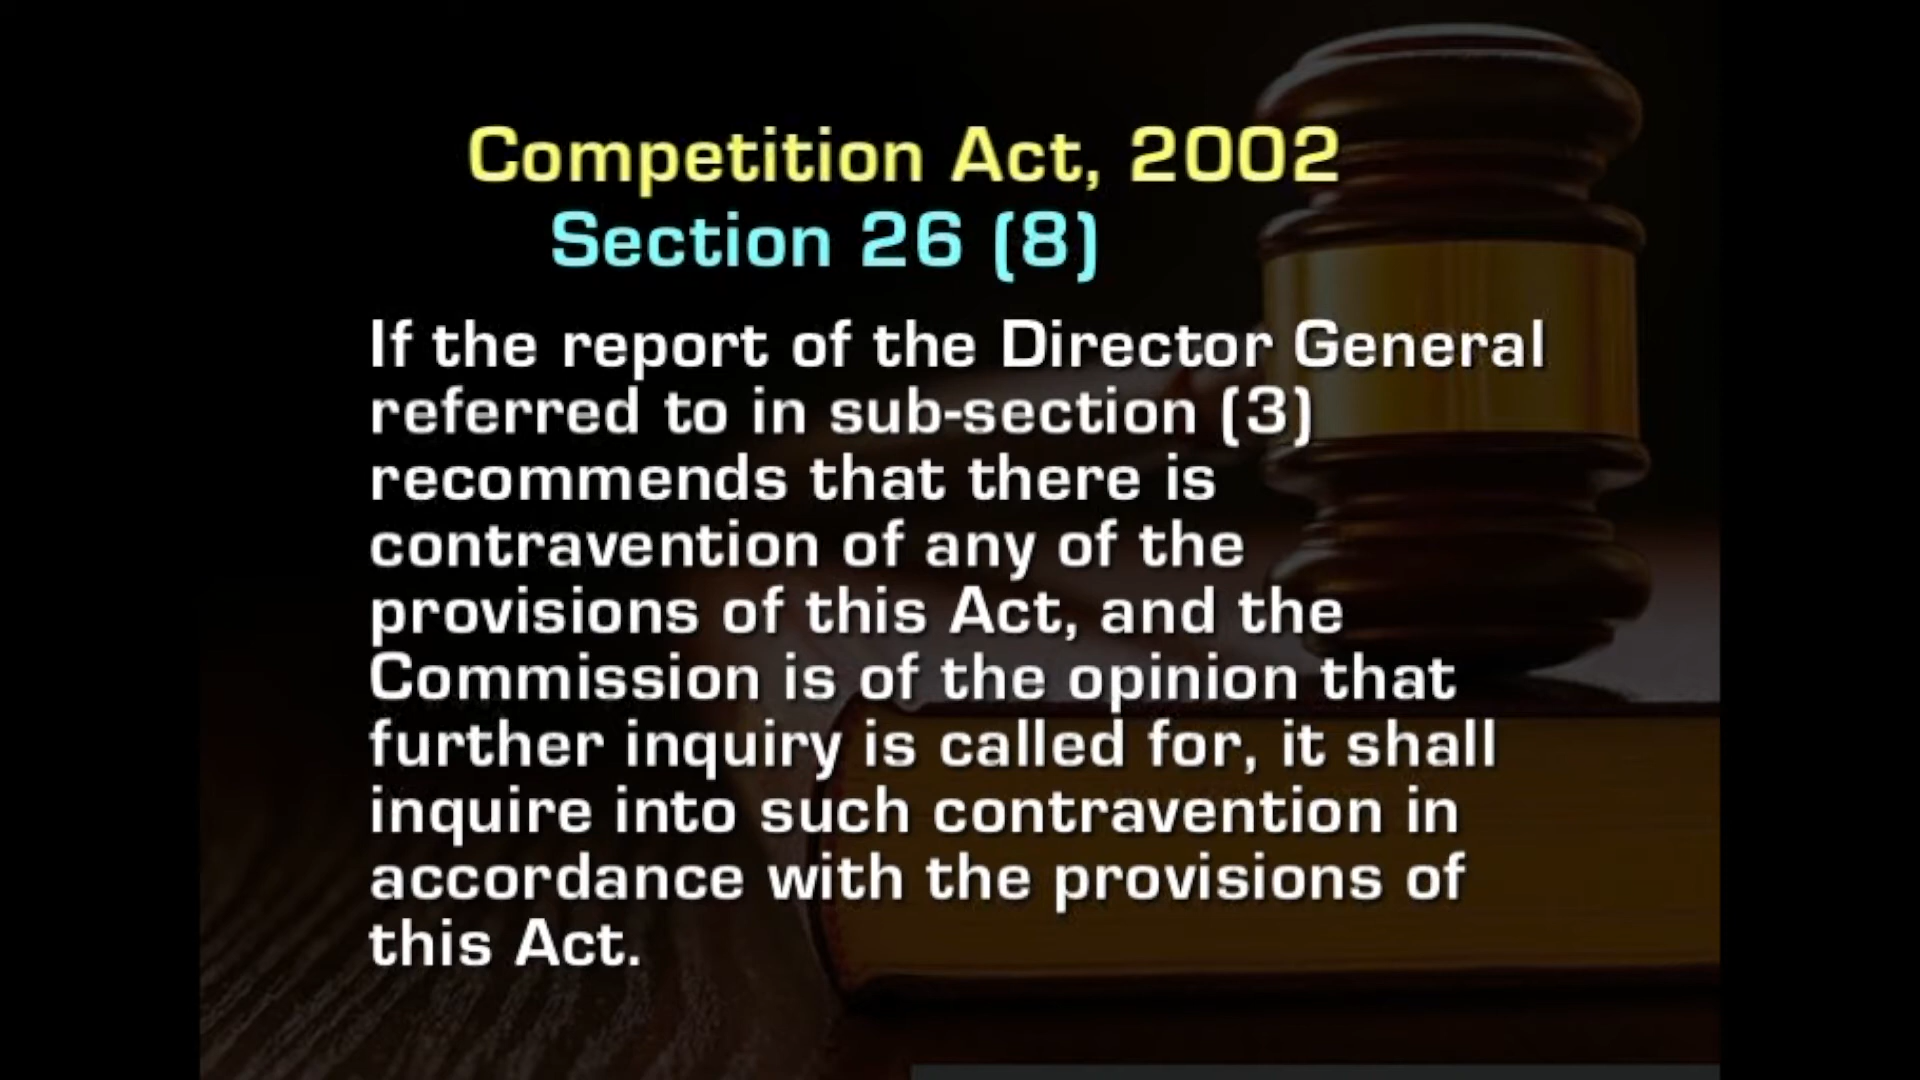 Competition Act, 2002
Section 26 (8)
If the report of the Director General
referred to in sub-section (3)
recommends that there is
contravention of any of the
provisions of this Act, and the
Commission is of the opinion that
further inquiry is called for, it shall
inquire into such contravention in
accordance with the provisions of
this Act.